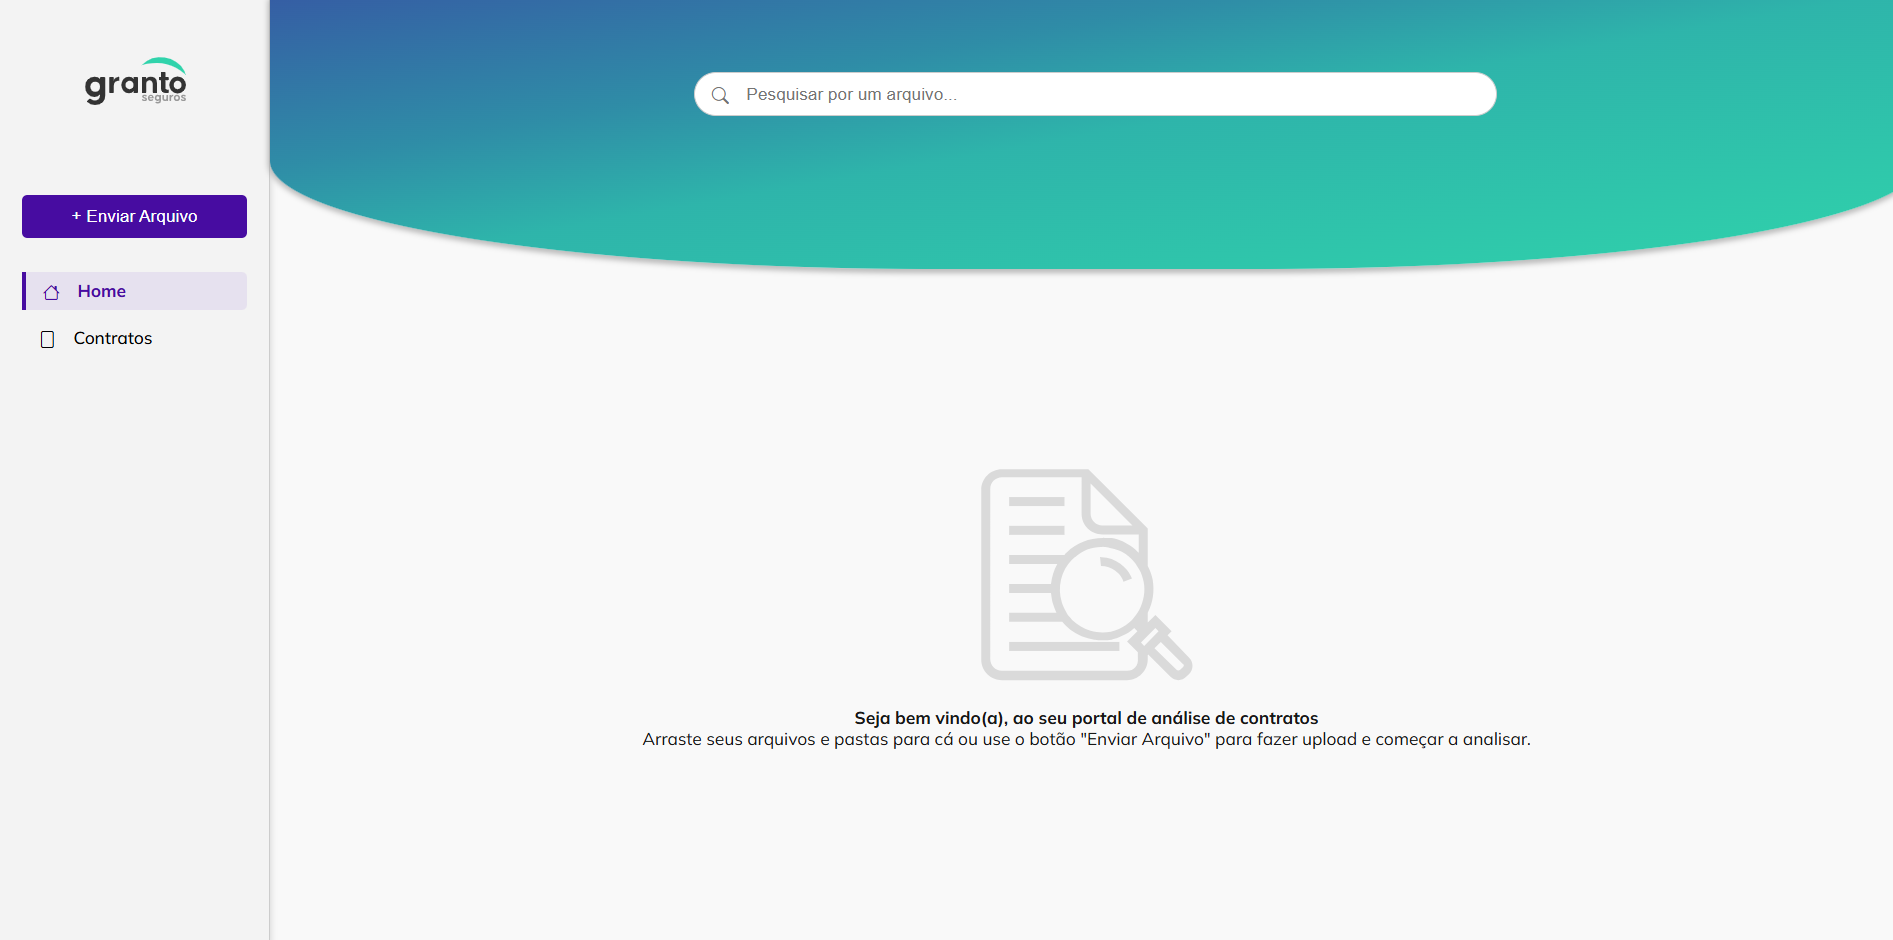 granto
seguros
+ Enviar Arquivo
Home
Contratos
Pesquisar por um arquivo...
Seja bem vindo(a), ao seu portal de análise de contratos
Arraste seus arquivos e pastas para cá ou use o botão "Enviar Arquivo" para fazer upload e começar a analisar.